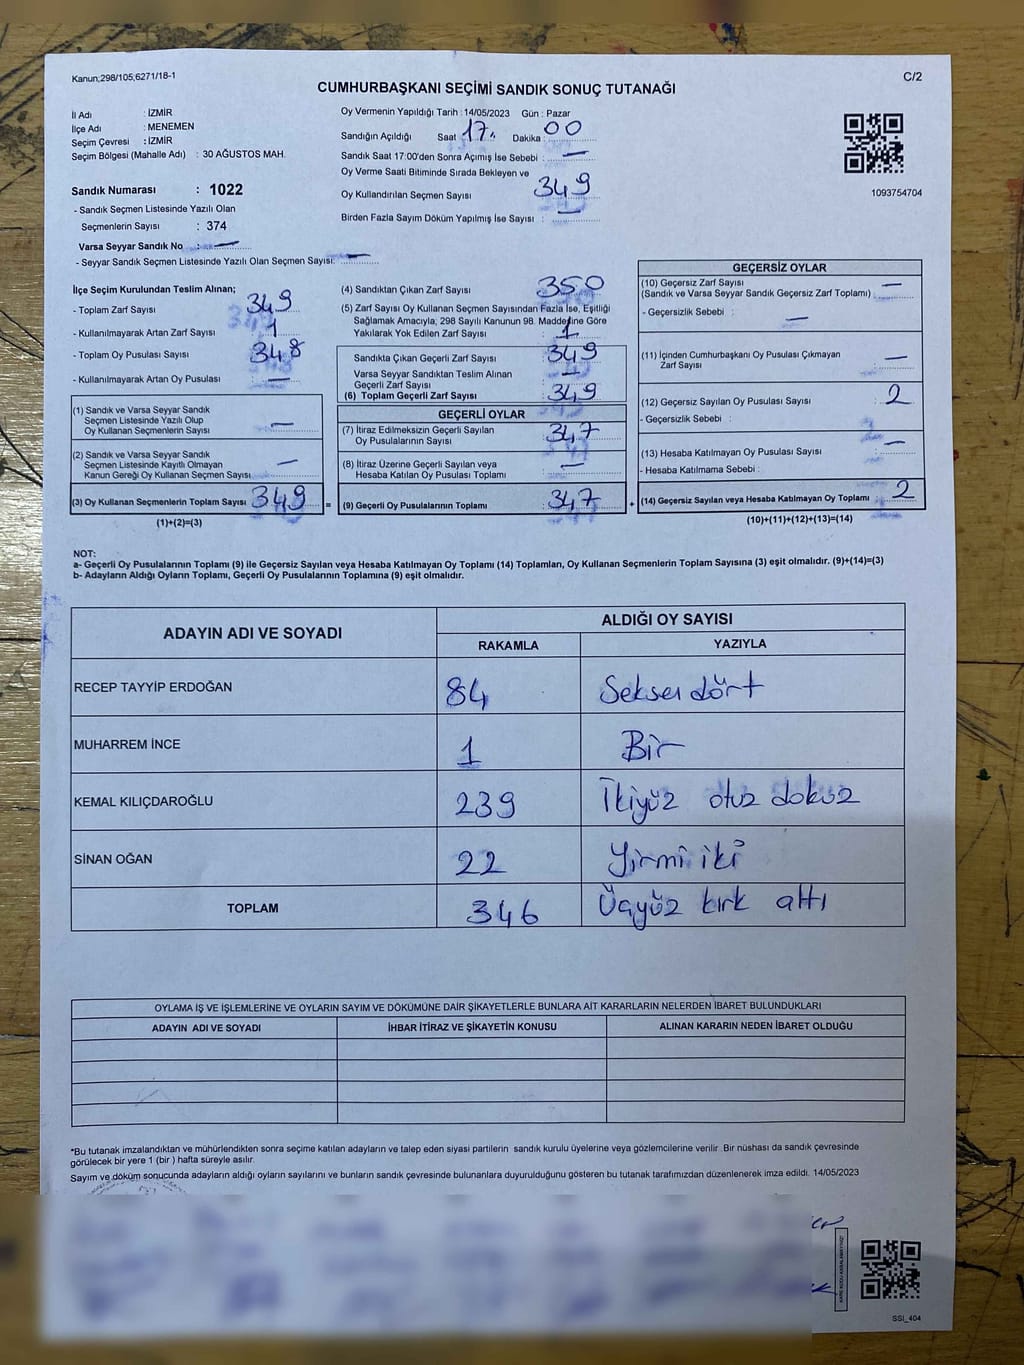 Kanun;298/105,6271/18-1
C/2
CUMHURBAŞKANI SEÇİMİ SANDIK SONUÇ TUTANAĞI
İl Adı : İZMİR
İlçe Adı : MENEMEN
Seçim Çevresi : İZMİR
Seçim Bölgesi (Mahalle Adı) : 30 AĞUSTOS MAH.
Sandık Numarası : 1022
- Sandık Seçmen Listesinde Yazılı Olan
Seçmenlerin Sayısı : 374
Varsa Seyyar Sandık No : —
- Seyyar Sandık Seçmen Listesinde Yazılı Olan Seçmen Sayısı: —
Oy Vermenin Yapıldığı Tarih : 14/05/2023 Gün : Pazar
Sandığın Açıldığı Saat 17. Dakika : 00
Sandık Saat 17:00'den Sonra Açımış İse Sebebi : —
Oy Verme Saati Bitiminde Sırada Bekleyen ve
Oy Kullandırılan Seçmen Sayısı 349
Birden Fazla Sayım Döküm Yapılmış İse Sayısı : —
1093754704
İlçe Seçim Kurulundan Teslim Alınan;
- Toplam Zarf Sayısı 349
- Kullanılmayarak Artan Zarf Sayısı 1
- Toplam Oy Pusulası Sayısı 348
- Kullanılmayarak Artan Oy Pusulası : —
(1) Sandık ve Varsa Seyyar Sandık
Seçmen Listesinde Yazılı Olup
Oy Kullanan Seçmenlerin Sayısı : —
(2) Sandık ve Varsa Seyyar Sandık
Seçmen Listesinde Kayıtlı Olmayan
Kanun Gereği Oy Kullanan Seçmen Sayısı —
(3) Oy Kullanan Seçmenlerin Toplam Sayısı 349
(1)+(2)=(3)
=
(4) Sandıktan Çıkan Zarf Sayısı : 350
(5) Zarf Sayısı Oy Kullanan Seçmen Sayısından Fazla İse, Eşitliği
Sağlamak Amacıyla, 298 Sayılı Kanunun 98. Maddesine Göre
Yakılarak Yok Edilen Zarf Sayısı : 1
Sandıkta Çıkan Geçerli Zarf Sayısı : 349
Varsa Seyyar Sandıktan Teslim Alınan
Geçerli Zarf Sayısı : —
(6) Toplam Geçerli Zarf Sayısı : 349
GEÇERLİ OYLAR
(7) İtiraz Edilmeksizin Geçerli Sayılan
Oy Pusulalarının Sayısı : 347
(8) İtiraz Üzerine Geçerli Sayılan veya
Hesaba Katılan Oy Pusulası Toplamı : —
(9) Geçerli Oy Pusulalarının Toplamı : 347
+
GEÇERSİZ OYLAR
(10) Geçersiz Zarf Sayısı —
(Sandık ve Varsa Seyyar Sandık Geçersiz Zarf Toplamı) :
- Geçersizlik Sebebi : —
(11) İçinden Cumhurbaşkanı Oy Pusulası Çıkmayan
Zarf Sayısı : —
(12) Geçersiz Sayılan Oy Pusulası Sayısı : 2
- Geçersizlik Sebebi :
(13) Hesaba Katılmayan Oy Pusulası Sayısı : —
- Hesaba Katılmama Sebebi :
(14) Geçersiz Sayılan veya Hesaba Katılmayan Oy Toplamı : 2
(10)+(11)+(12)+(13)=(14)
NOT:
a- Geçerli Oy Pusulalarının Toplamı (9) ile Geçersiz Sayılan veya Hesaba Katılmayan Oy Toplamı (14) Toplamları, Oy Kullanan Seçmenlerin Toplam Sayısına (3) eşit olmalıdır. (9)+(14)=(3)
b- Adayların Aldığı Oyların Toplamı, Geçerli Oy Pusulalarının Toplamına (9) eşit olmalıdır.
ADAYIN ADI VE SOYADI
ALDIĞI OY SAYISI
RAKAMLA YAZIYLA
RECEP TAYYİP ERDOĞAN 84 Seksen dört
MUHARREM İNCE 1 Bir
KEMAL KILIÇDAROĞLU 239 İkiyüz otuz dokuz
SİNAN OĞAN 22 Yirmi iki
TOPLAM 346 Üçyüz kırk altı
OYLAMA İŞ VE İŞLEMLERİNE VE OYLARIN SAYIM VE DÖKÜMÜNE DAİR ŞİKAYETLERLE BUNLARA AİT KARARLARIN NELERDEN İBARET BULUNDUKLARI
ADAYIN ADI VE SOYADI İHBAR İTİRAZ VE ŞİKAYETİN KONUSU ALINAN KARARIN NEDEN İBARET OLDUĞU
*Bu tutanak imzalandıktan ve mühürlendikten sonra seçime katılan adayların ve talep eden siyasi partilerin sandık kurulu üyelerine veya gözlemcilerine verilir. Bir nüshası da sandık çevresinde
görülecek bir yere 1 (bir ) hafta süreyle asılır.
Sayım ve döküm sonucunda adayların aldığı oyların sayılarını ve bunların sandık çevresinde bulunanlara duyurulduğunu gösteren bu tutanak tarafımızdan düzenlenerek imza edildi. 14/05/2023
SSI_404